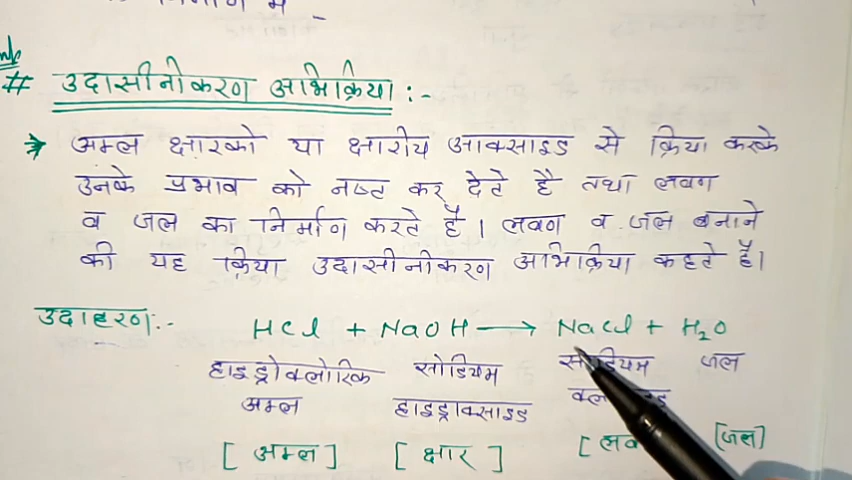 में -
# उदासीनीकरण अभिक्रिया :-
→ अम्ल क्षारको या क्षारीय आक्साइड से क्रिया करके
उनके प्रभाव को नष्ट कर देते है तथा लवण
व जल का निर्माण करते है। लवण व जल बनाने
की यह क्रिया उदासीनीकरण अभिक्रिया कहते है।
उदाहरण:- HCl + NaOH → NaCl + H₂O
हाइड्रोक्लोरिक सोडियम सोडियम जल
अम्ल हाइड्राक्साइड
[अम्ल] [क्षार] [जल]